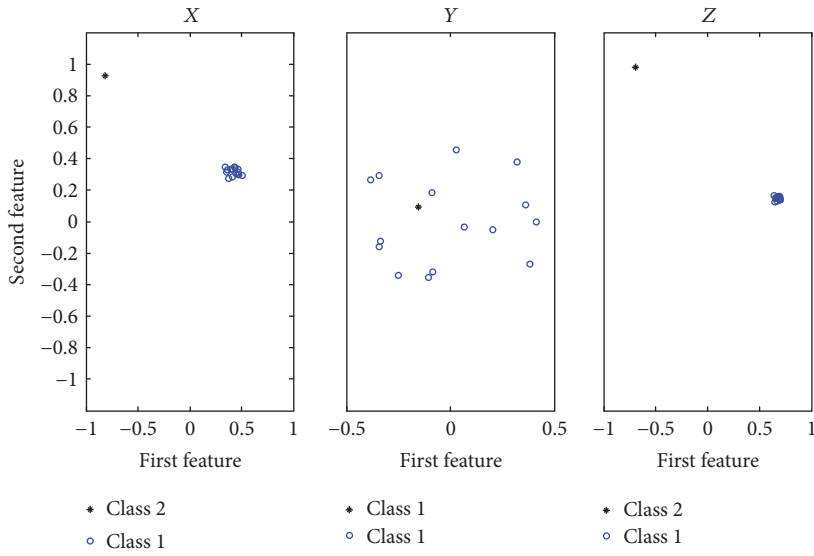 X
Y
Z
Second feature
1
0.8
0.6
0.4
0.2
0
−0.2
−0.4
−0.6
−0.8
−1
−1 −0.5 0 0.5 1
−0.5 0 0.5
−1 −0.5 0 0.5 1
First feature
First feature
First feature
Class 2
Class 1
Class 1
Class 1
Class 2
Class 1